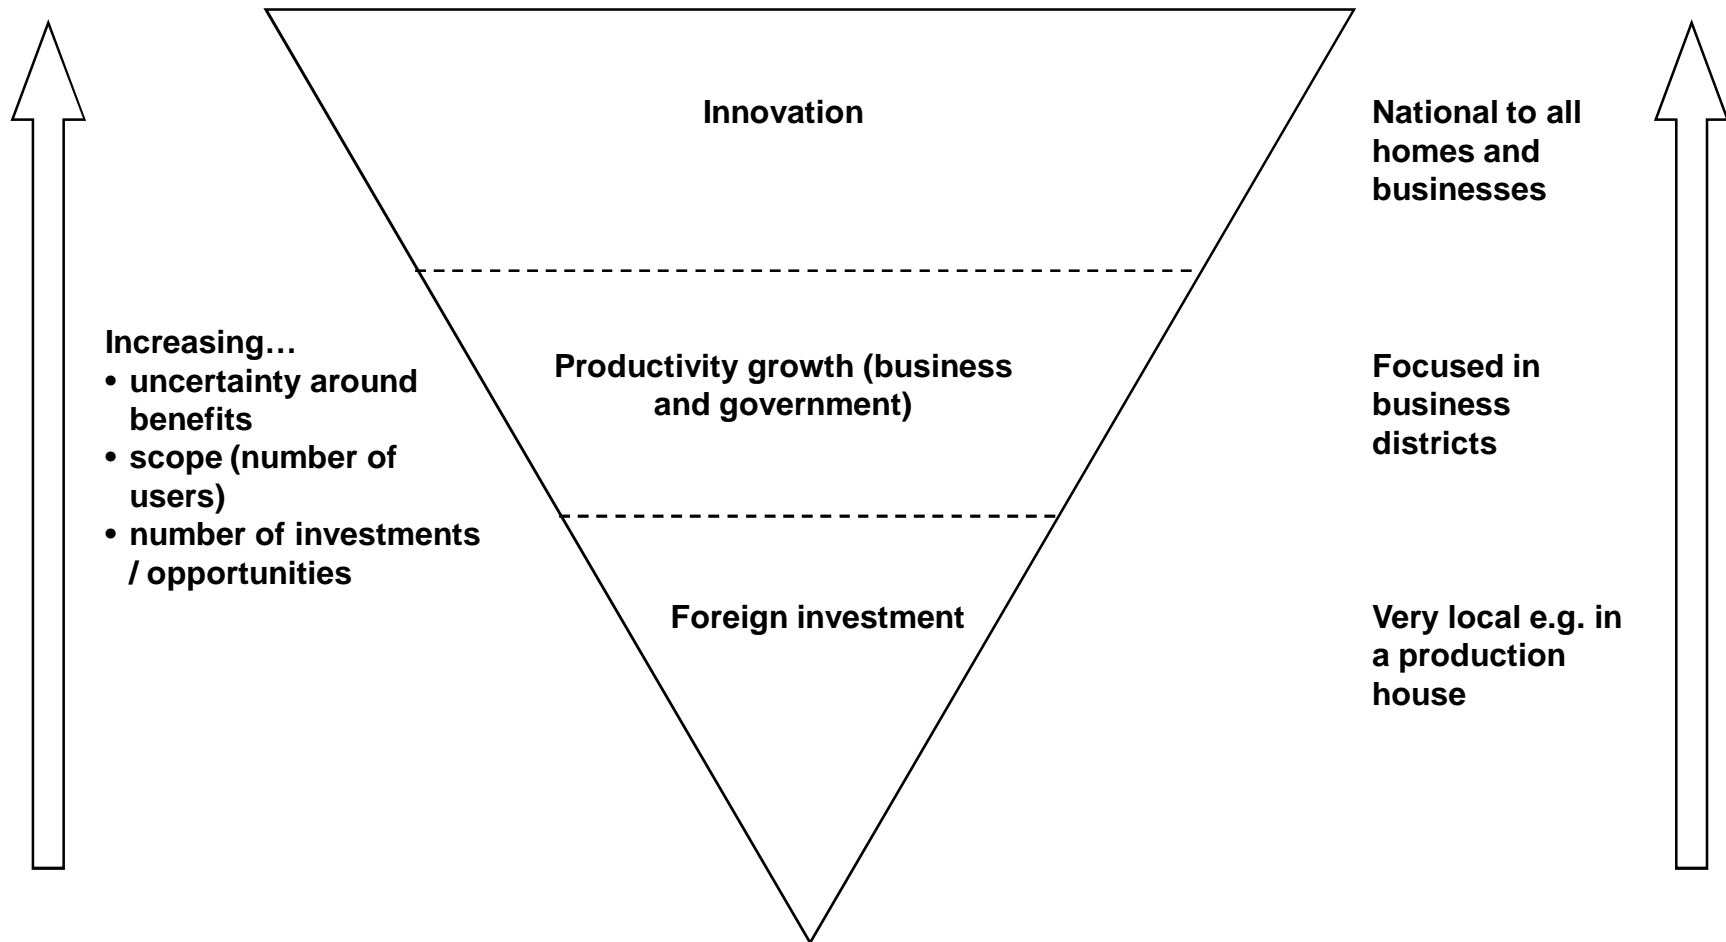 Innovation
National to all
homes and
businesses
Increasing…
• uncertainty around
benefits
• scope (number of
users)
• number of investments
/ opportunities
Productivity growth (business
and government)
Focused in
business
districts
Foreign investment
Very local e.g. in
a production
house